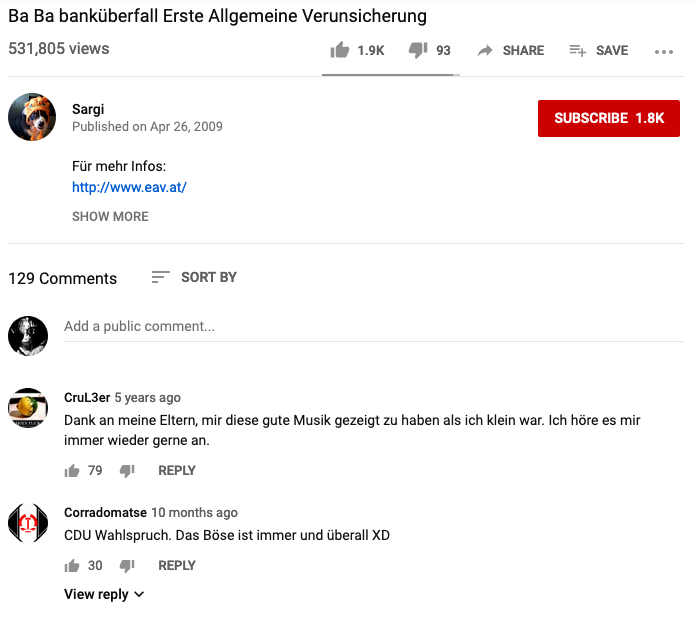 Ba Ba banküberfall Erste Allgemeine Verunsicherung
531,805 views
1.9K
93
SHARE
SAVE
Sargi
Published on Apr 26, 2009
SUBSCRIBE 1.8K
Für mehr Infos:
http://www.eav.at/
SHOW MORE
129 Comments
SORT BY
Add a public comment...
CruL3er 5 years ago
Dank an meine Eltern, mir diese gute Musik gezeigt zu haben als ich klein war. Ich höre es mir
immer wieder gerne an.
79
REPLY
Corradomatse 10 months ago
CDU Wahlspruch. Das Böse ist immer und überall XD
30
REPLY
View reply